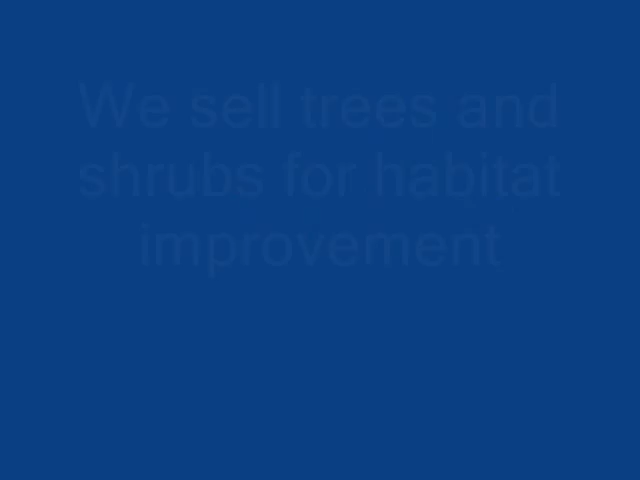 We sell trees and
shrubs for habitat
improvement